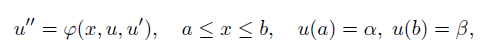 u'' = φ(x, u, u'), a ≤ x ≤ b, u(a) = α, u(b) = β,